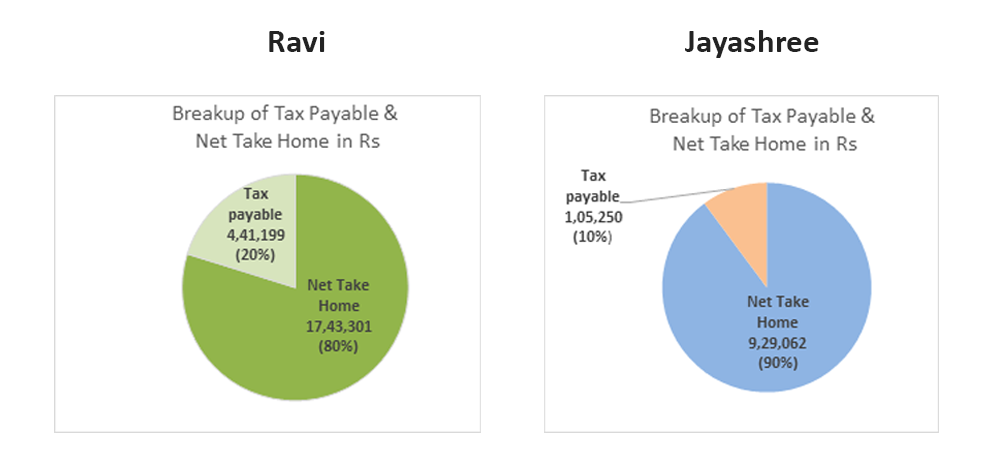 Ravi
Breakup of Tax Payable &
Net Take Home in Rs
Tax
payable
4,41,199
(20%)
Net Take
Home
17,43,301
(80%)
Jayashree
Breakup of Tax Payable &
Net Take Home in Rs
Tax
payable
1,05,250
(10%)
Net Take
Home
9,29,062
(90%)